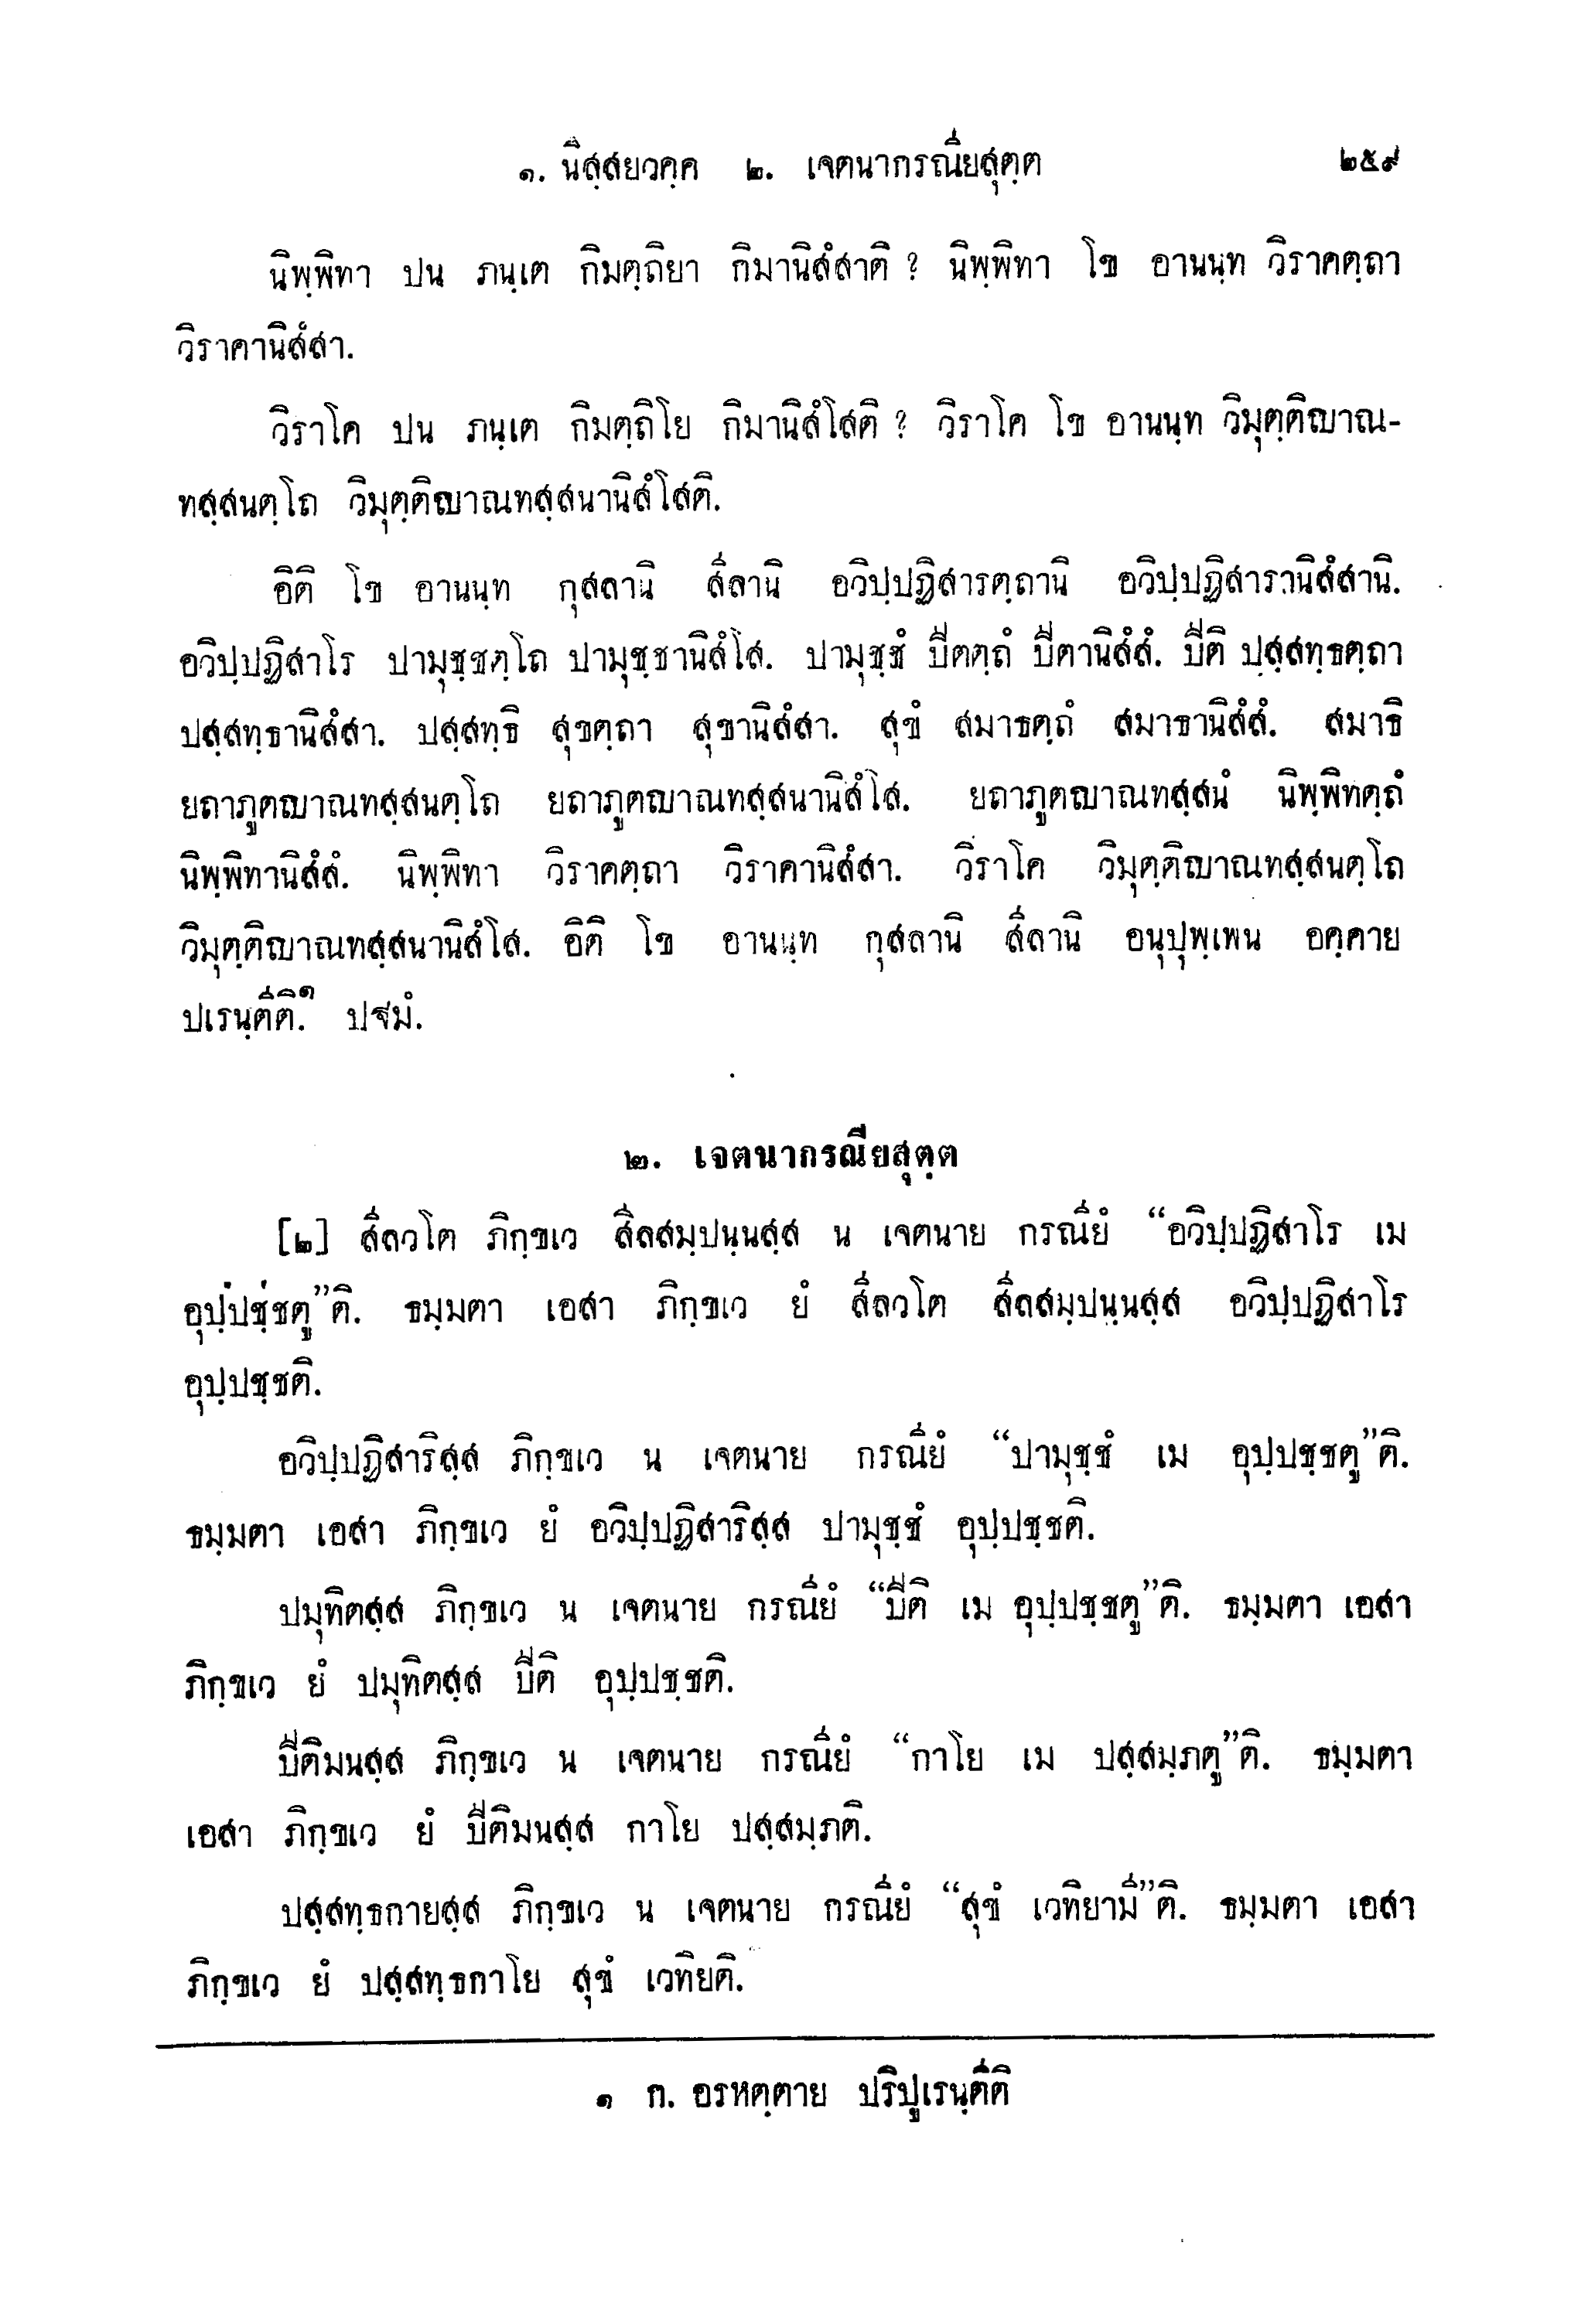 ๑. นิสฺสยวคฺค ๒. เจตนากรณียสุตฺต ๒๕๙
นิพฺพิทา ปน ภนฺเต กิมตฺถิยา กิมานิสํสาติ ? นิพฺพิทา โข อานนฺท วิราคตฺถา
วิราคานิสํสา.
วิราโค ปน ภนฺเต กิมตฺถิโย กิมานิสํโสติ ? วิราโค โข อานนฺท วิมุตฺติญาณ-
ทสฺสนตฺโถ วิมุตฺติญาณทสฺสนานิสํโสติ.
อิติ โข อานนฺท กุสลานิ สีลานิ อวิปฺปฏิสารตฺถานิ อวิปฺปฏิสารานิสํสานิ.
อวิปฺปฏิสาโร ปามุชฺชตฺโถ ปามุชฺชานิสํโส. ปามุชฺชํ ปีตตฺถํ ปีตานิสํสํ. ปีติ ปสฺสทฺธตฺถา
ปสฺสทฺธานิสํสา. ปสฺสทฺธิ สุขตฺถา สุขานิสํสา. สุขํ สมาธตฺถํ สมาธานิสํสํ. สมาธิ
ยถาภูตญาณทสฺสนตฺโถ ยถาภูตญาณทสฺสนานิสํโส. ยถาภูตญาณทสฺสนํ นิพฺพิทตฺถํ
นิพฺพิทานิสํสํ. นิพฺพิทา วิราคตฺถา วิราคานิสํสา. วิราโค วิมุตฺติญาณทสฺสนตฺโถ
วิมุตฺติญาณทสฺสนานิสํโส. อิติ โข อานนฺท กุสลานิ สีลานิ อนุปุพฺเพน อคฺคาย
ปเรนฺตีติ.๑ ปฐมํ.
๒. เจตนากรณียสุตฺต
[๒] สีลวโต ภิกฺขเว สีลสมฺปนฺนสฺส น เจตนาย กรณียํ “อวิปฺปฏิสาโร เม
อุปฺปชฺชตู”ติ. ธมฺมตา เอสา ภิกฺขเว ยํ สีลวโต สีลสมฺปนฺนสฺส อวิปฺปฏิสาโร
อุปฺปชฺชติ.
อวิปฺปฏิสาริสฺส ภิกฺขเว น เจตนาย กรณียํ “ปามุชฺชํ เม อุปฺปชฺชตู”ติ.
ธมฺมตา เอสา ภิกฺขเว ยํ อวิปฺปฏิสาริสฺส ปามุชฺชํ อุปฺปชฺชติ.
ปมุทิตสฺส ภิกฺขเว น เจตนาย กรณียํ “ปีติ เม อุปฺปชฺชตู”ติ. ธมฺมตา เอสา
ภิกฺขเว ยํ ปมุทิตสฺส ปีติ อุปฺปชฺชติ.
ปีติมนสฺส ภิกฺขเว น เจตนาย กรณียํ “กาโย เม ปสฺสมฺภตู”ติ. ธมฺมตา
เอสา ภิกฺขเว ยํ ปีติมนสฺส กาโย ปสฺสมฺภติ.
ปสฺสทฺธกายสฺส ภิกฺขเว น เจตนาย กรณียํ “สุขํ เวทิยามี”ติ. ธมฺมตา เอสา
ภิกฺขเว ยํ ปสฺสทฺธกาโย สุขํ เวทิยติ.
๑ ก. อรหตฺตาย ปริปูเรนฺตีติ